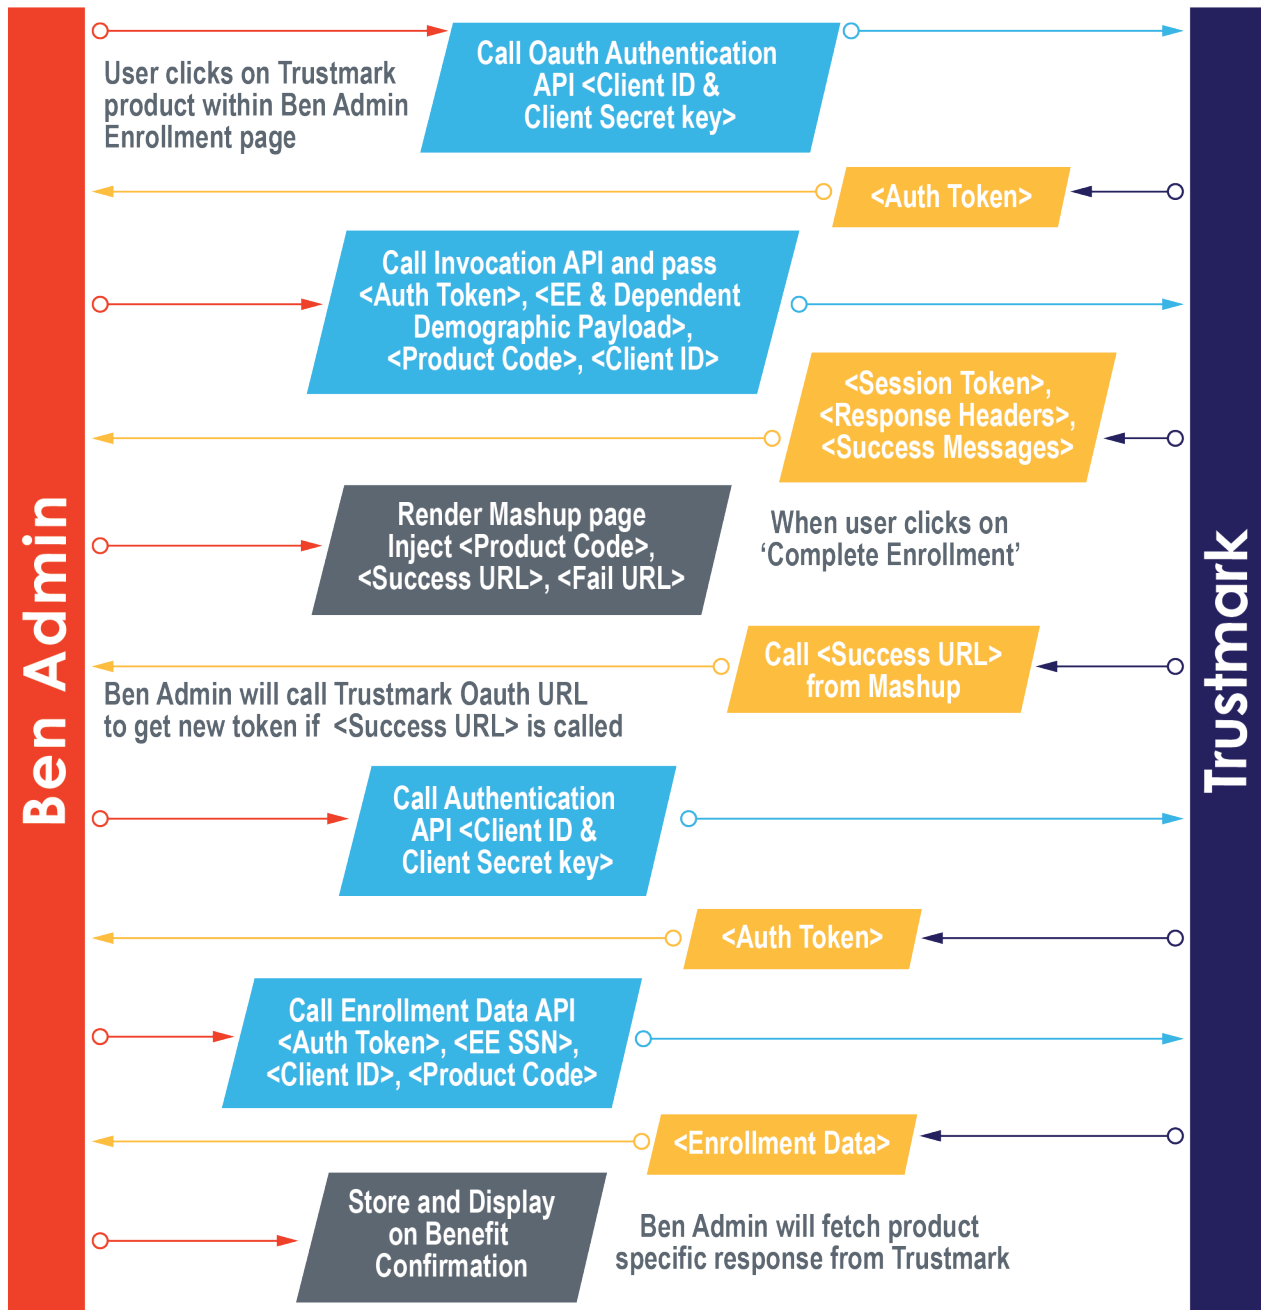 Ben Admin
Trustmark
User clicks on Trustmark
product within Ben Admin
Enrollment page
Call Oauth Authentication
API <Client ID &
Client Secret key>
<Auth Token>
Call Invocation API and pass
<Auth Token>, <EE & Dependent
Demographic Payload>,
<Product Code>, <Client ID>
<Session Token>,
<Response Headers>,
<Success Messages>
Render Mashup page
Inject <Product Code>,
<Success URL>, <Fail URL>
When user clicks on
‘Complete Enrollment’
Call <Success URL>
from Mashup
Ben Admin will call Trustmark Oauth URL
to get new token if <Success URL> is called
Call Authentication
API <Client ID &
Client Secret key>
<Auth Token>
Call Enrollment Data API
<Auth Token>, <EE SSN>,
<Client ID>, <Product Code>
<Enrollment Data>
Store and Display
on Benefit
Confirmation
Ben Admin will fetch product
specific response from Trustmark